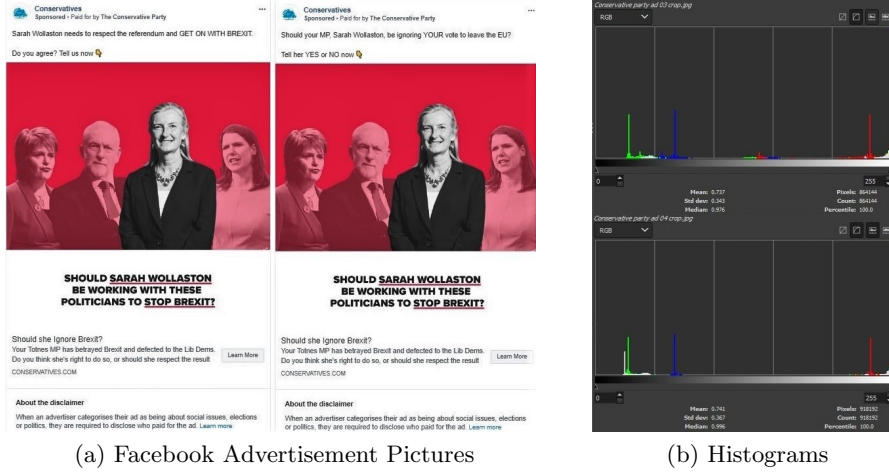 Conservatives
Sponsored • Paid for by The Conservative Party
Sarah Wollaston needs to respect the referendum and GET ON WITH BREXIT.
Do you agree? Tell us now 👇
SHOULD SARAH WOLLASTON
BE WORKING WITH THESE
POLITICIANS TO STOP BREXIT?
Should she Ignore Brexit?
Your Totnes MP has betrayed Brexit and defected to the Lib Dems.
Do you think she's right to do so, or should she respect the result
Learn More
CONSERVATIVES.COM
About the disclaimer
When an advertiser categorises their ad as being about social issues, elections
or politics, they are required to disclose who paid for the ad. Learn more
Conservatives
Sponsored • Paid for by The Conservative Party
Should your MP, Sarah Wollaston, be ignoring YOUR vote to leave the EU?
Tell her YES or NO now 👇
SHOULD SARAH WOLLASTON
BE WORKING WITH THESE
POLITICIANS TO STOP BREXIT?
Should she Ignore Brexit?
Your Totnes MP has betrayed Brexit and defected to the Lib Dems.
Do you think she's right to do so, or should she respect the result
Learn More
CONSERVATIVES.COM
About the disclaimer
When an advertiser categorises their ad as being about social issues, elections
or politics, they are required to disclose who paid for the ad. Learn more
(a) Facebook Advertisement Pictures
Conservative party ad 03 crop.jpg
RGB
0 255
Mean: 0.737 Pixels: 864144
Std dev: 0.343 Count: 864144
Median: 0.976 Percentile: 100.0
Conservative party ad 04 crop.jpg
RGB
0 255
Mean: 0.741 Pixels: 918192
Std dev: 0.367 Count: 918192
Median: 0.996 Percentile: 100.0
(b) Histograms